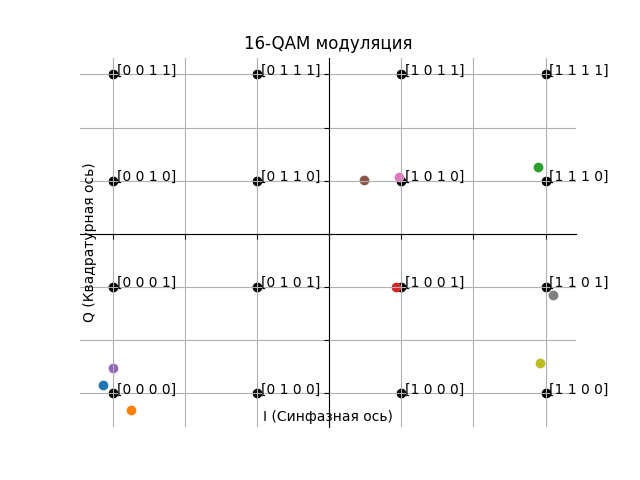 16-QAM модуляция
[0 0 1 1] [0 1 1 1] [1 0 1 1] [1 1 1 1]
[0 0 1 0] [0 1 1 0] [1 0 1 0] [1 1 1 0]
Q (Квадратурная ось)
[0 0 0 1] [0 1 0 1] [1 0 0 1] [1 1 0 1]
[0 0 0 0] [0 1 0 0] [1 0 0 0] [1 1 0 0]
I (Синфазная ось)